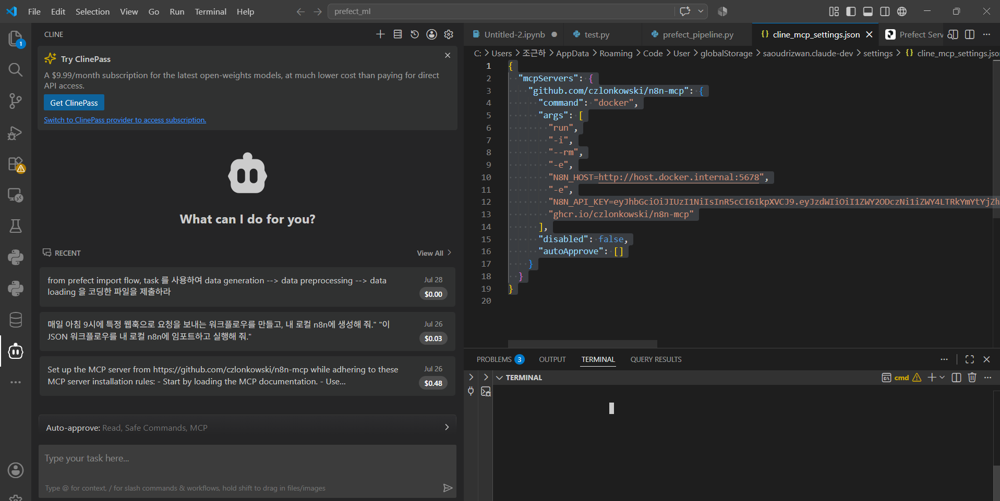 File Edit Selection View Go Run Terminal Help
prefect_ml
CLINE
Try ClinePass
A $9.99/month subscription for the latest open-weights models, at much lower cost than paying for direct
API access.
Get ClinePass
Switch to ClinePass provider to access subscription.
What can I do for you?
RECENT
View All
from prefect import flow, task 를 사용하여 data generation --> data preprocessing --> data
loading 을 코딩한 파일을 제출하라
Jul 28
$0.00
매일 아침 9시에 특정 웹훅으로 요청을 보내는 워크플로우를 만들고, 내 로컬 n8n에 생성해 줘." "이
JSON 워크플로우를 내 로컬 n8n에 임포트하고 실행해 줘."
Jul 26
$0.03
Set up the MCP server from https://github.com/czlonkowski/n8n-mcp while adhering to these
MCP server installation rules: - Start by loading the MCP documentation. - Use...
Jul 26
$0.48
Auto-approve: Read, Safe Commands, MCP
Type your task here...
Type @ for context, / for slash commands & workflows, hold shift to drag in files/images
1
Untitled-2.ipynb
test.py
prefect_pipeline.py
cline_mcp_settings.json
Prefect Serv
C: > Users > 조근하 > AppData > Roaming > Code > User > globalStorage > saoudrizwan.claude-dev > settings > {} cline_mcp_settings.jso
1 {
2 "mcpServers": {
3 "github.com/czlonkowski/n8n-mcp": {
4 "command": "docker",
5 "args": [
6 "run",
7 "-i",
8 "--rm",
9 "-e",
10 "N8N_HOST=http://host.docker.internal:5678",
11 "-e",
12 "N8N_API_KEY=eyJhbGciOiJIUzI1NiIsInR5cCI6IkpXVCJ9.eyJzdWIiOiI1ZWY2ODczNi1iZWY4LTRkYmYtYjZh
13 "ghcr.io/czlonkowski/n8n-mcp"
14 ],
15 "disabled": false,
16 "autoApprove": []
17 }
18 }
19 }
20
PROBLEMS 3 OUTPUT TERMINAL QUERY RESULTS
TERMINAL
cmd